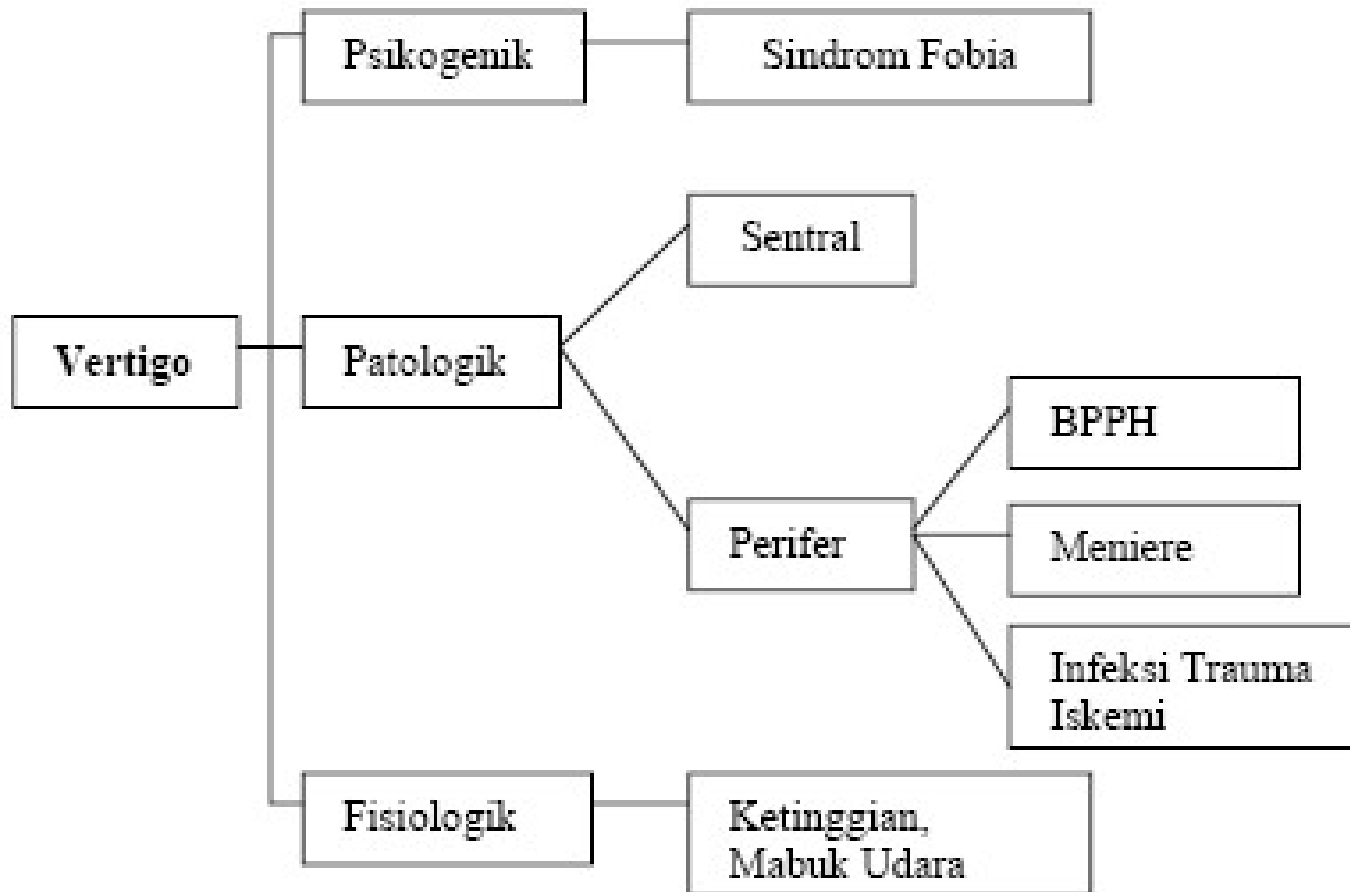 Psikogenik
Sindrom Fobia
Sentral
Vertigo
Patologik
BPPH
Perifer
Meniere
Infeksi Trauma
Iskemi
Fisiologik
Ketinggian,
Mabuk Udara